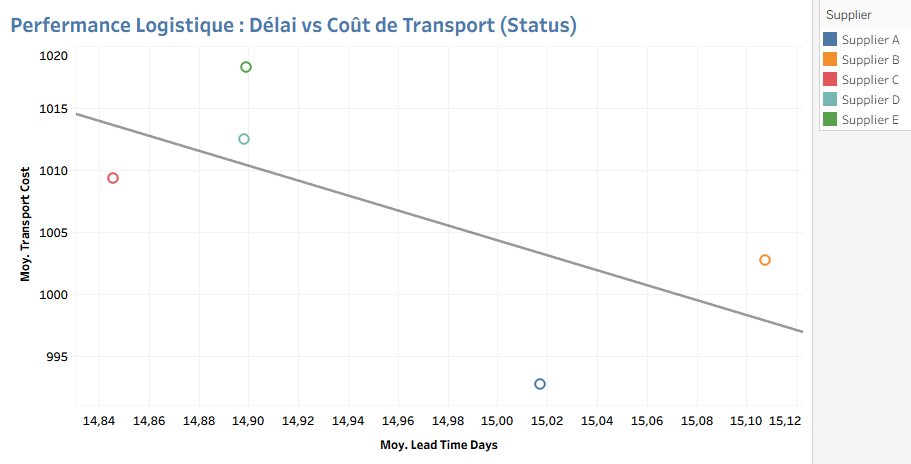 Perfermance Logistique : Délai vs Coût de Transport (Status)
Supplier
Supplier A
Supplier B
Supplier C
Supplier D
Supplier E
Moy. Transport Cost
1020
1015
1010
1005
1000
995
14,84 14,86 14,88 14,90 14,92 14,94 14,96 14,98 15,00 15,02 15,04 15,06 15,08 15,10 15,12
Moy. Lead Time Days